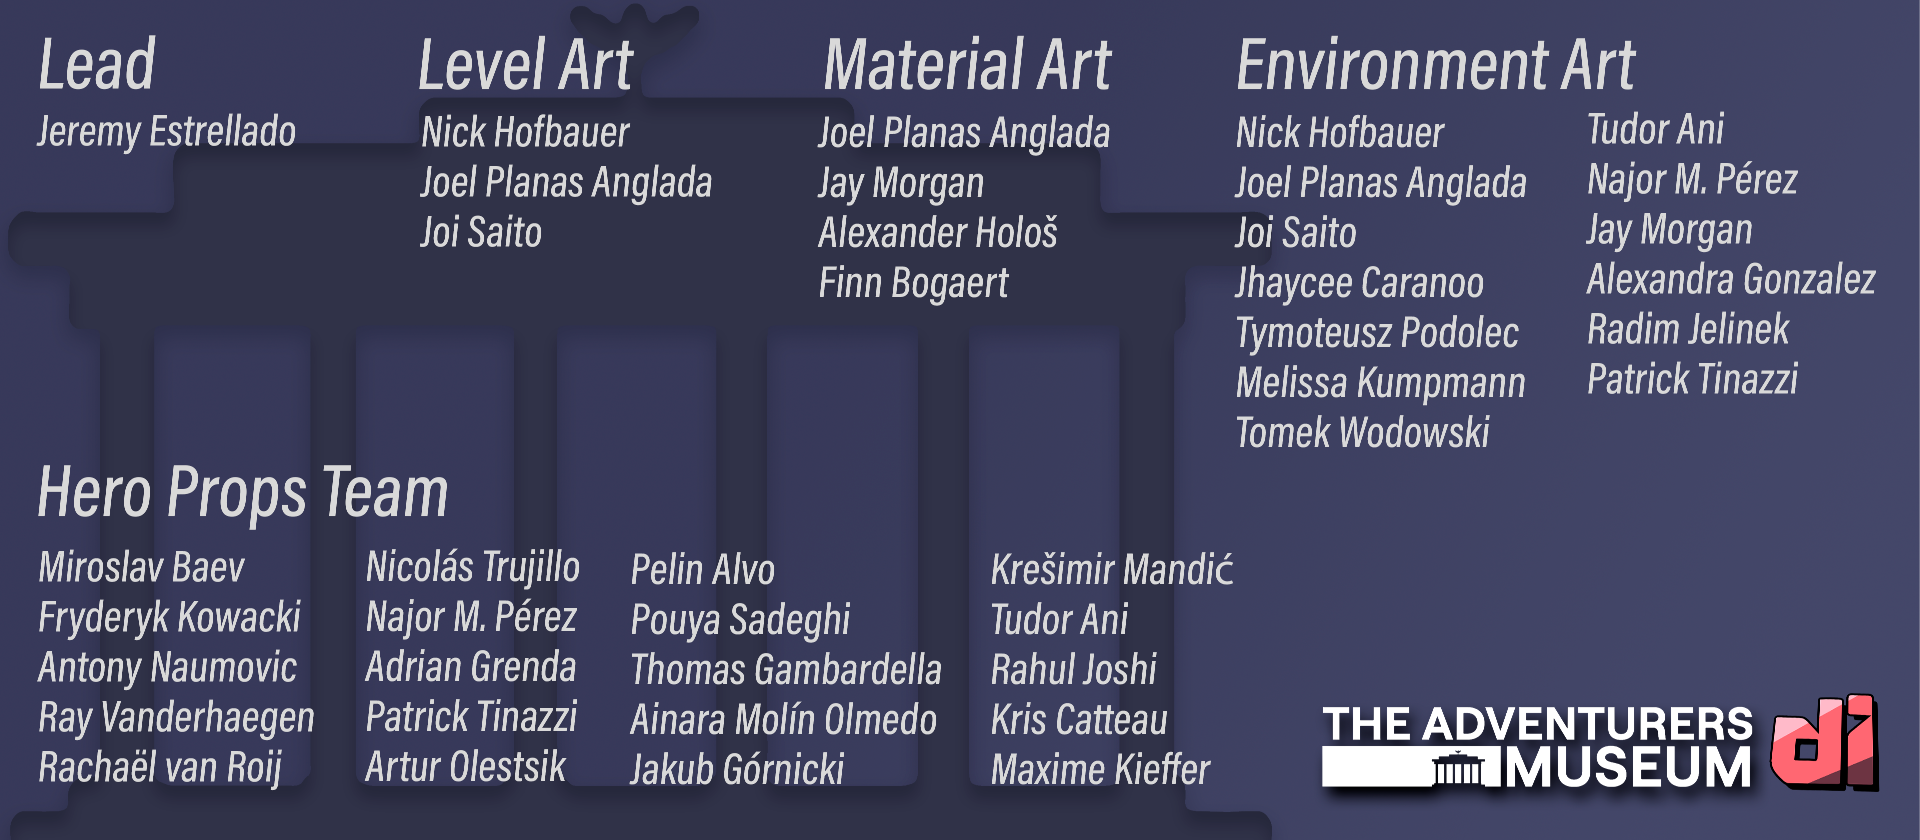 Lead
Jeremy Estrellado
Level Art
Nick Hofbauer
Joel Planas Anglada
Joi Saito
Material Art
Joel Planas Anglada
Jay Morgan
Alexander Hološ
Finn Bogaert
Environment Art
Nick Hofbauer
Joel Planas Anglada
Joi Saito
Jhaycee Caranoo
Tymoteusz Podolec
Melissa Kumpmann
Tomek Wodowski
Tudor Ani
Najor M. Pérez
Jay Morgan
Alexandra Gonzalez
Radim Jelinek
Patrick Tinazzi
Hero Props Team
Miroslav Baev
Fryderyk Kowacki
Antony Naumovic
Ray Vanderhaegen
Rachaël van Roij
Nicolás Trujillo
Najor M. Pérez
Adrian Grenda
Patrick Tinazzi
Artur Olestsik
Pelin Alvo
Pouya Sadeghi
Thomas Gambardella
Ainara Molín Olmedo
Jakub Górnicki
Krešimir Mandić
Tudor Ani
Rahul Joshi
Kris Catteau
Maxime Kieffer
THE ADVENTURERS
MUSEUM
di